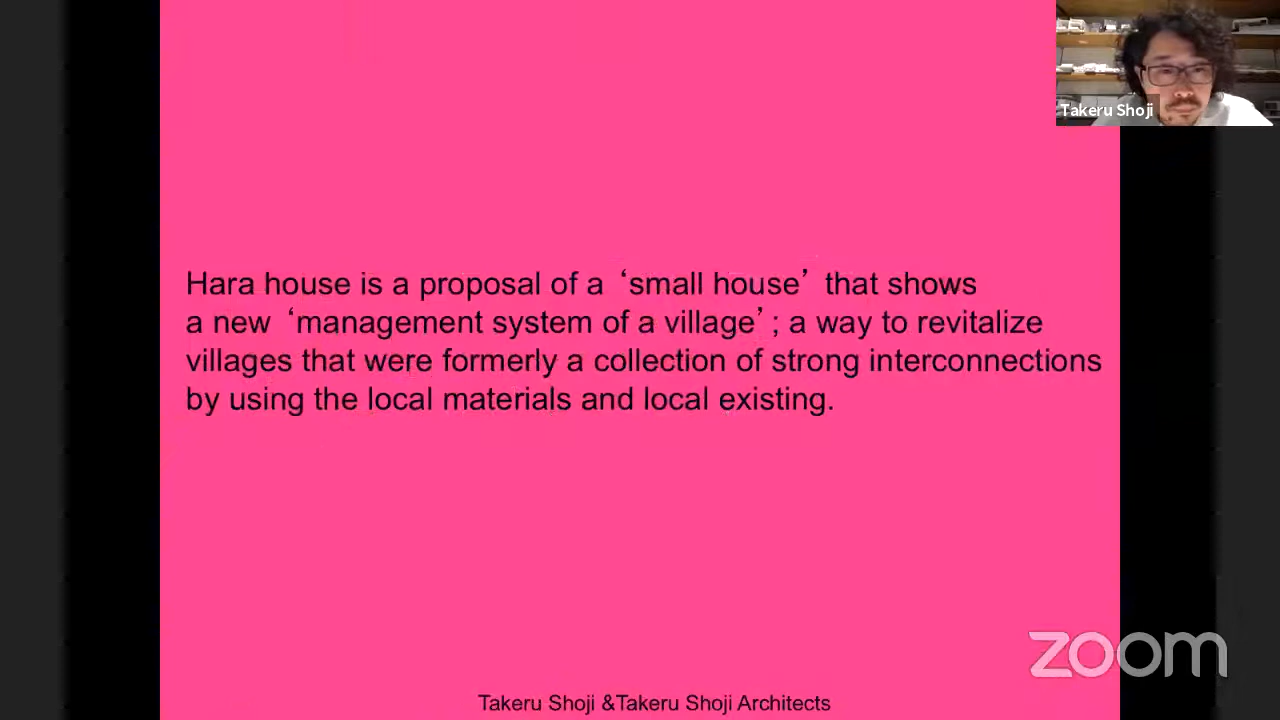 Takeru Shoji
Hara house is a proposal of a ‘small house’ that shows
a new ‘management system of a village’; a way to revitalize
villages that were formerly a collection of strong interconnections
by using the local materials and local existing.
zoom
Takeru Shoji &Takeru Shoji Architects